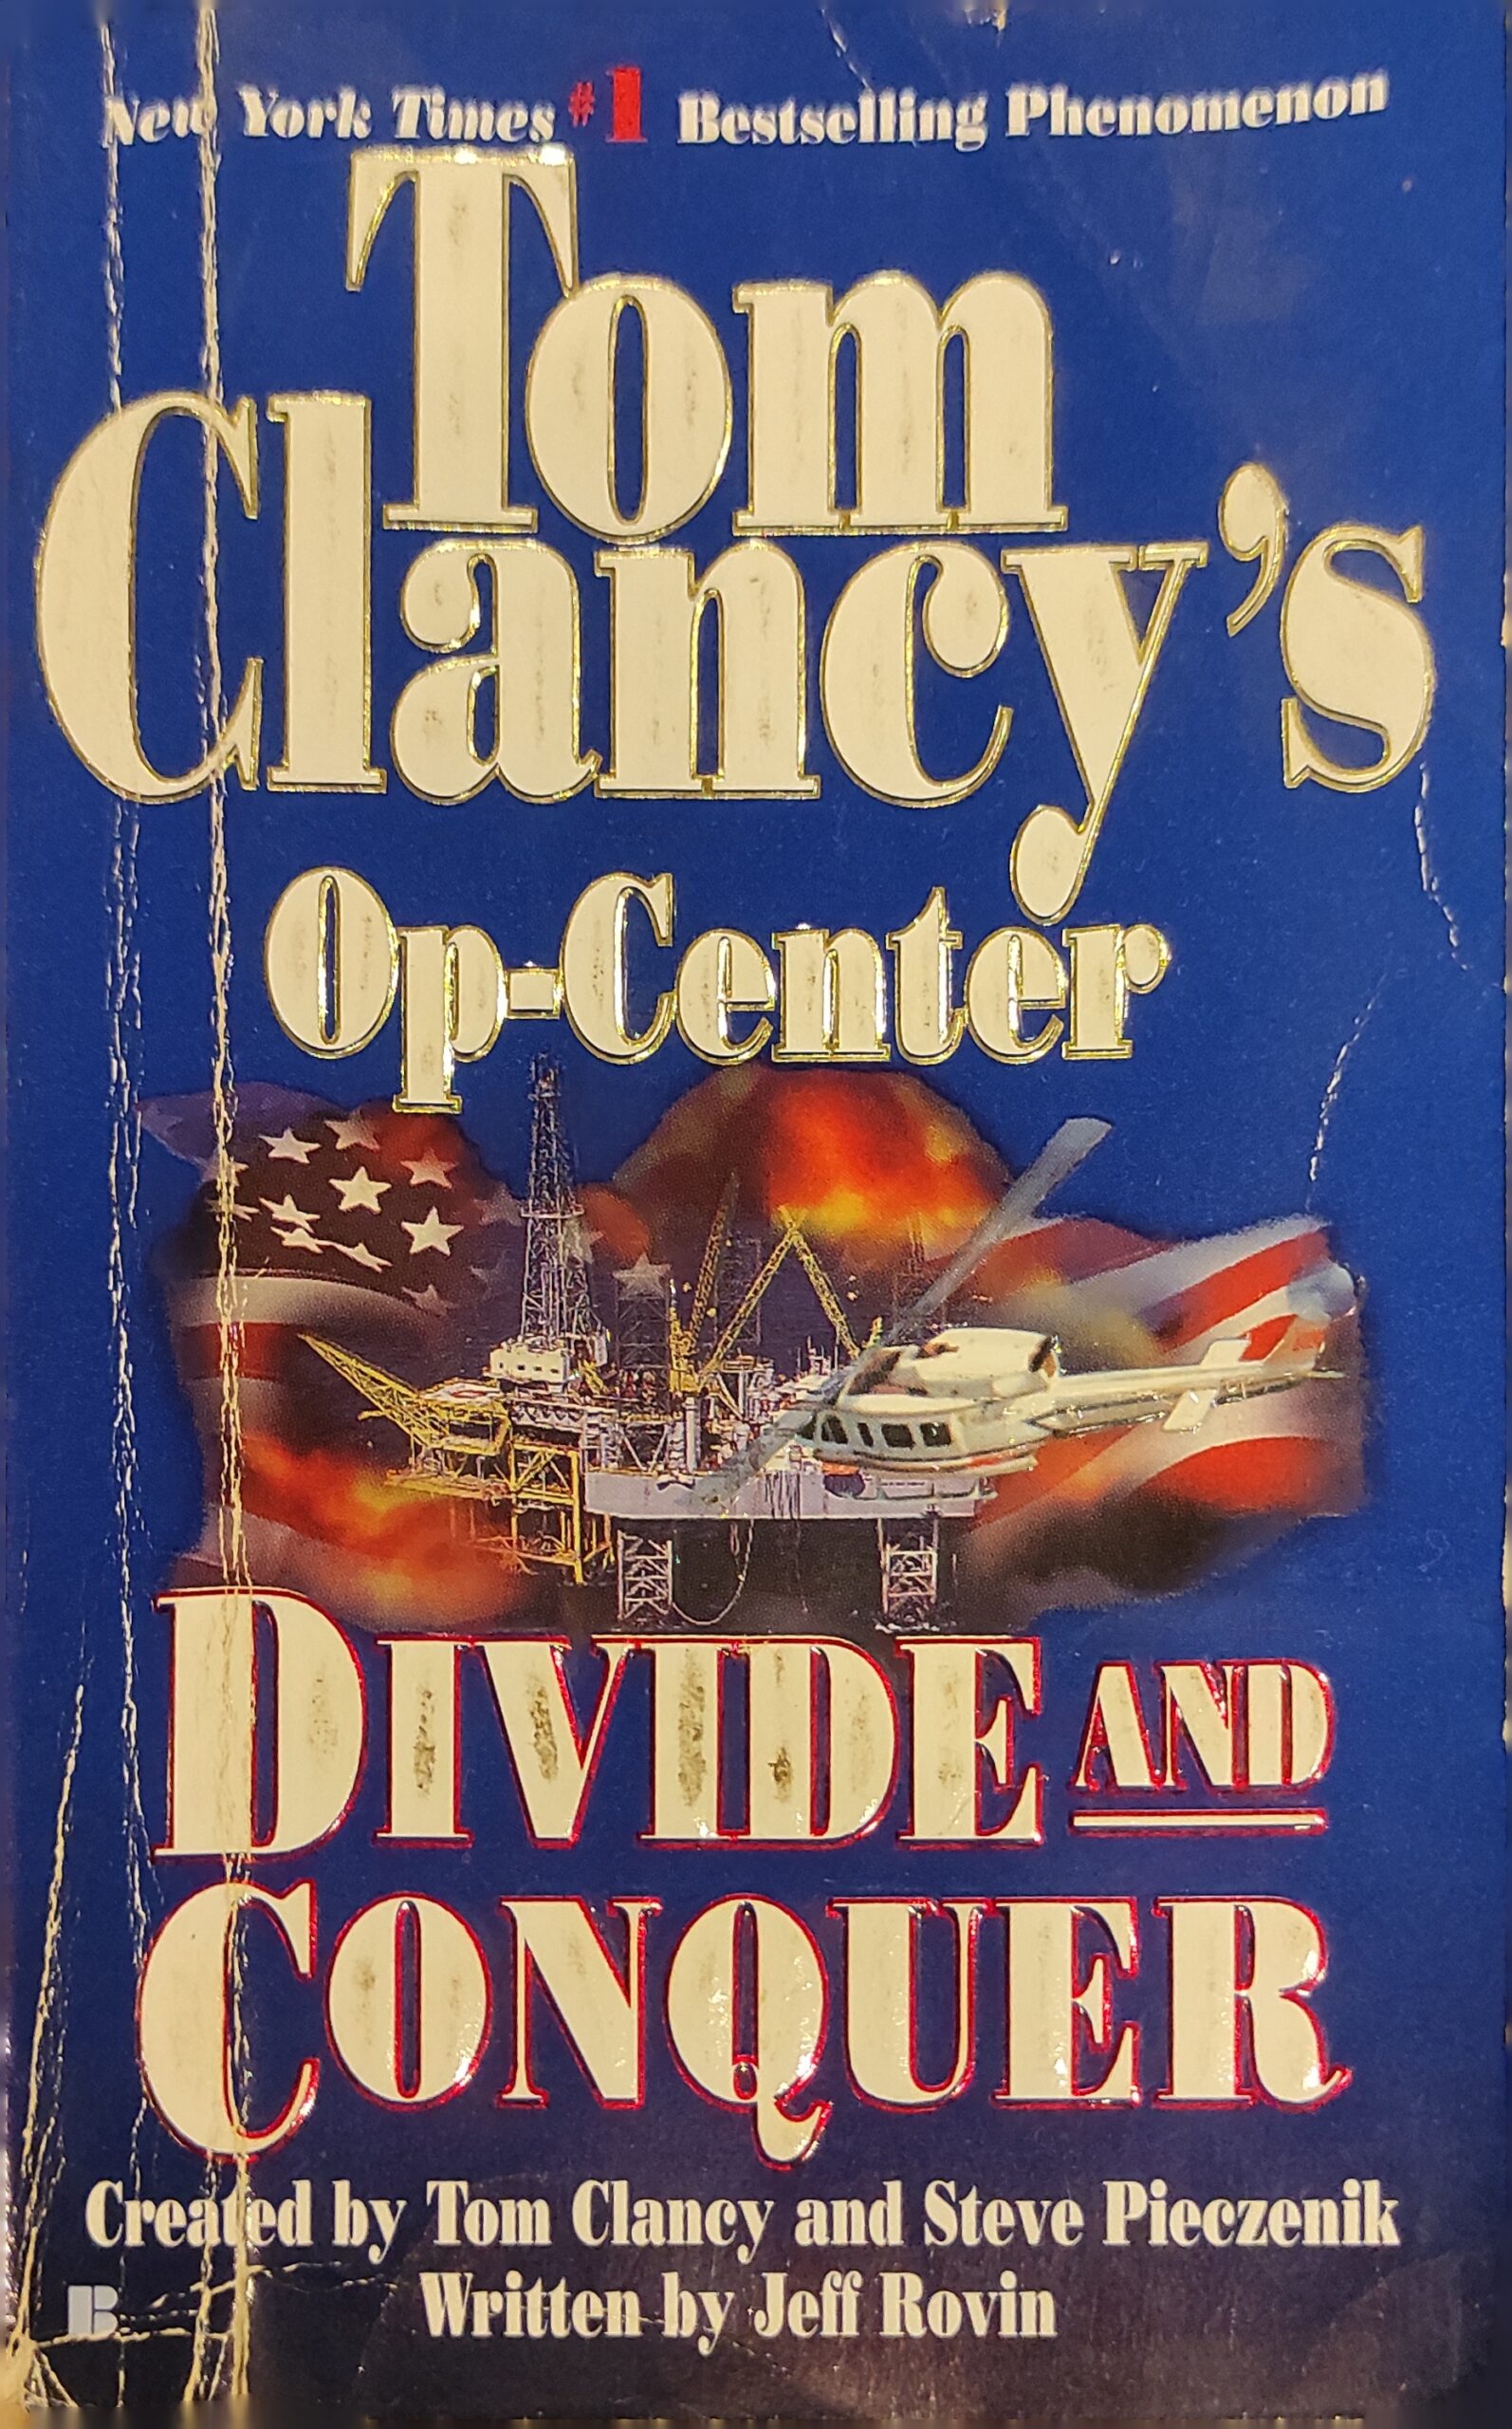 New York Times #1 Bestselling Phenomenon
Tom
Clancy's
Op-Center
DIVIDE AND
CONQUER
Created by Tom Clancy and Steve Pieczenik
Written by Jeff Rovin
B